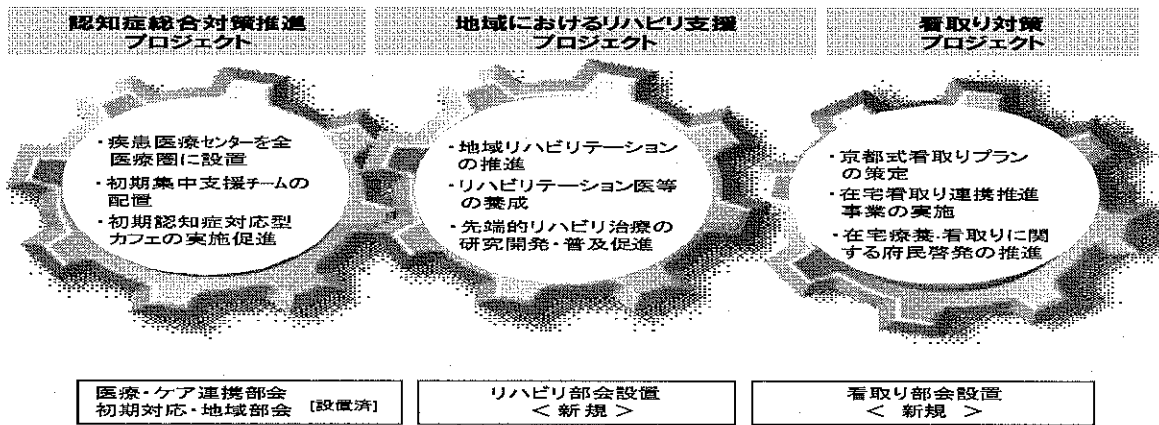 認知症総合対策推進
プロジェクト
地域におけるリハビリ支援
プロジェクト
看取り対策
プロジェクト
・疾患医療センターを全
医療圏に設置
・初期集中支援チームの
配置
・初期認知症対応型
カフェの実施促進
・地域リハビリテーション
の推進
・リハビリテーション医等
の養成
・先端的リハビリ治療の
研究開発・普及促進
・京都式看取りプラン
の策定
・在宅看取り連携推進
事業の実施
・在宅療養・看取りに関
する府民啓発の推進
医療・ケア連携部会
初期対応・地域部会 [設置済]
リハビリ部会設置
＜ 新規 ＞
看取り部会設置
＜ 新規 ＞